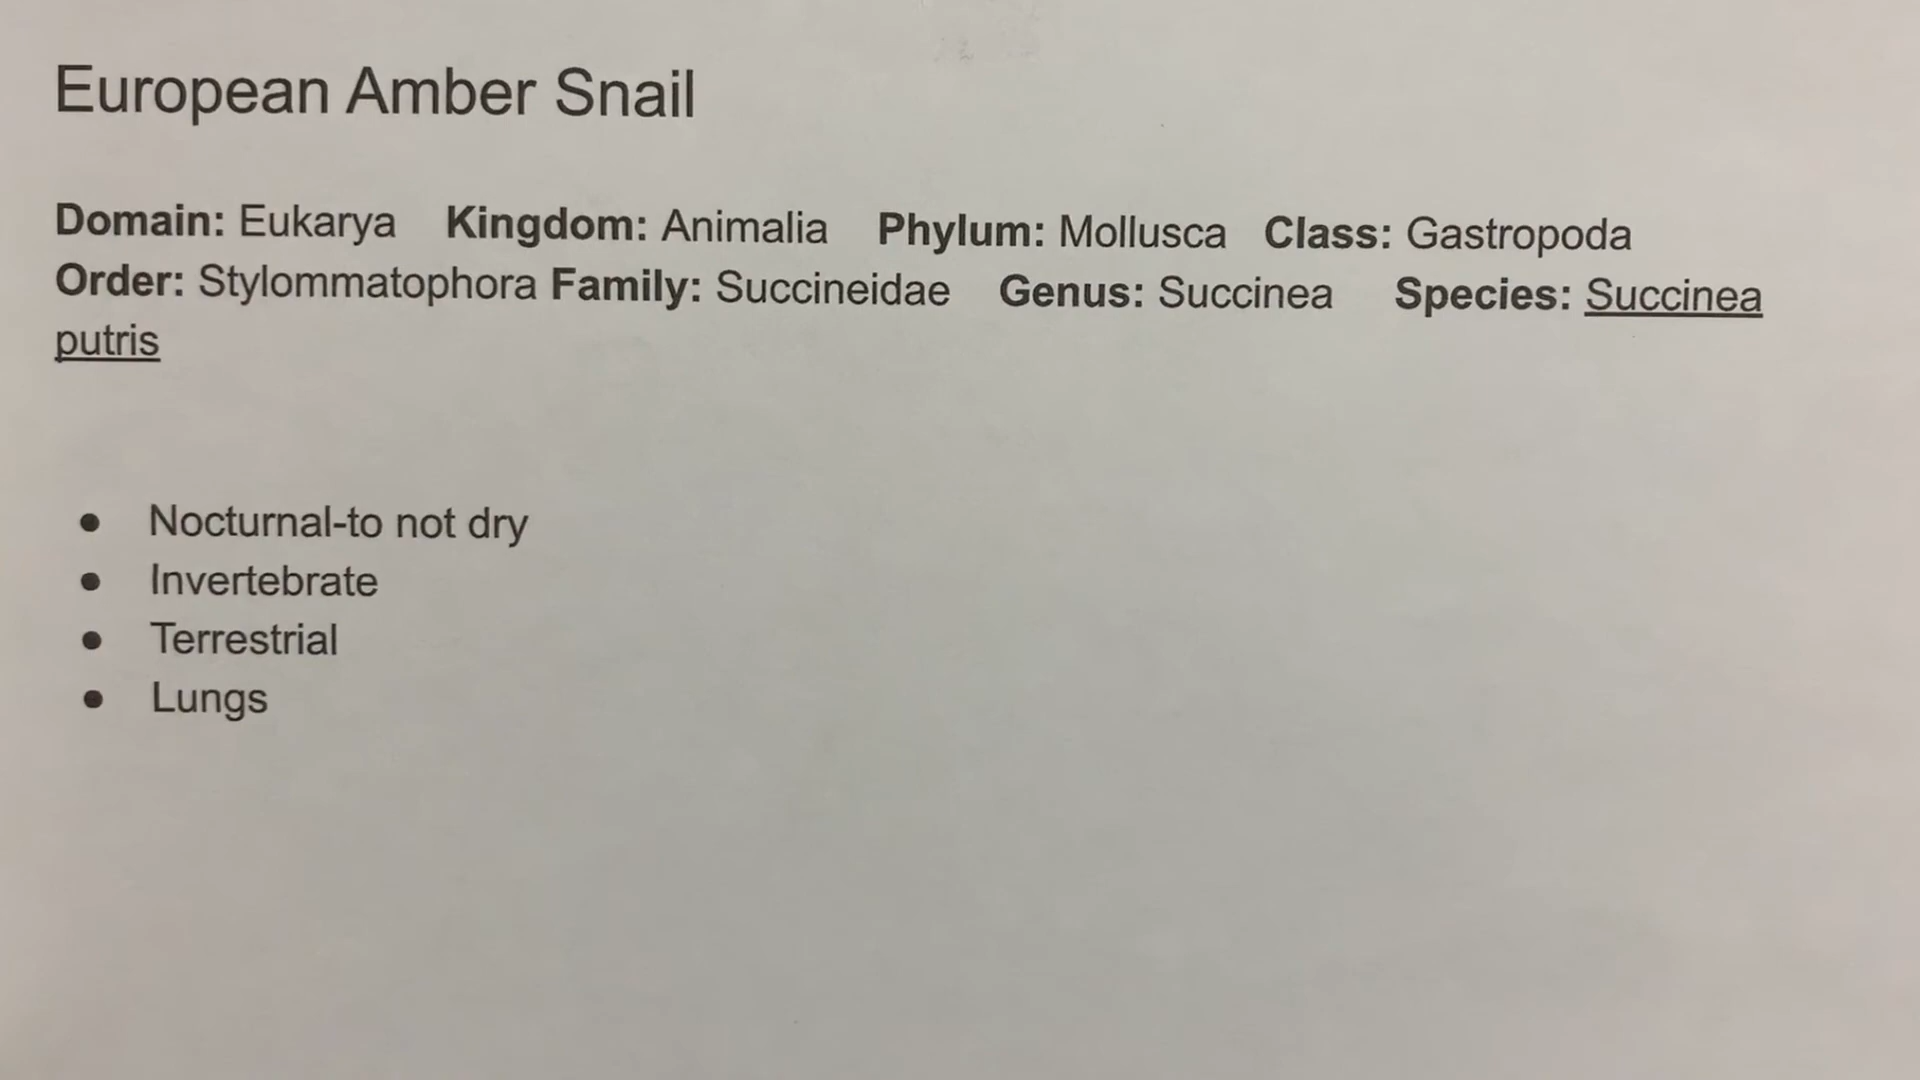 European Amber Snail
Domain: Eukarya Kingdom: Animalia Phylum: Mollusca Class: Gastropoda
Order: Stylommatophora Family: Succineidae Genus: Succinea Species: Succinea
putris
● Nocturnal-to not dry
● Invertebrate
● Terrestrial
● Lungs